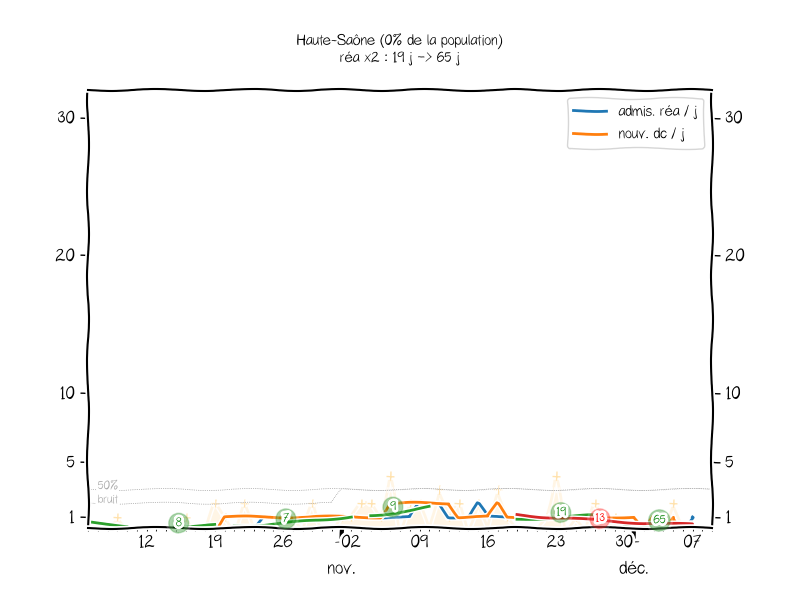 Haute-Saône (0% de la population)
réa x2 : 19 j -> 65 j
admis. réa / j
nouv. dc / j
30 30
20 20
10 10
5 5
50%
bruit
1 1
8 7 9 19 13 65
12 19 26 02 09 16 23 30 07
nov. déc.